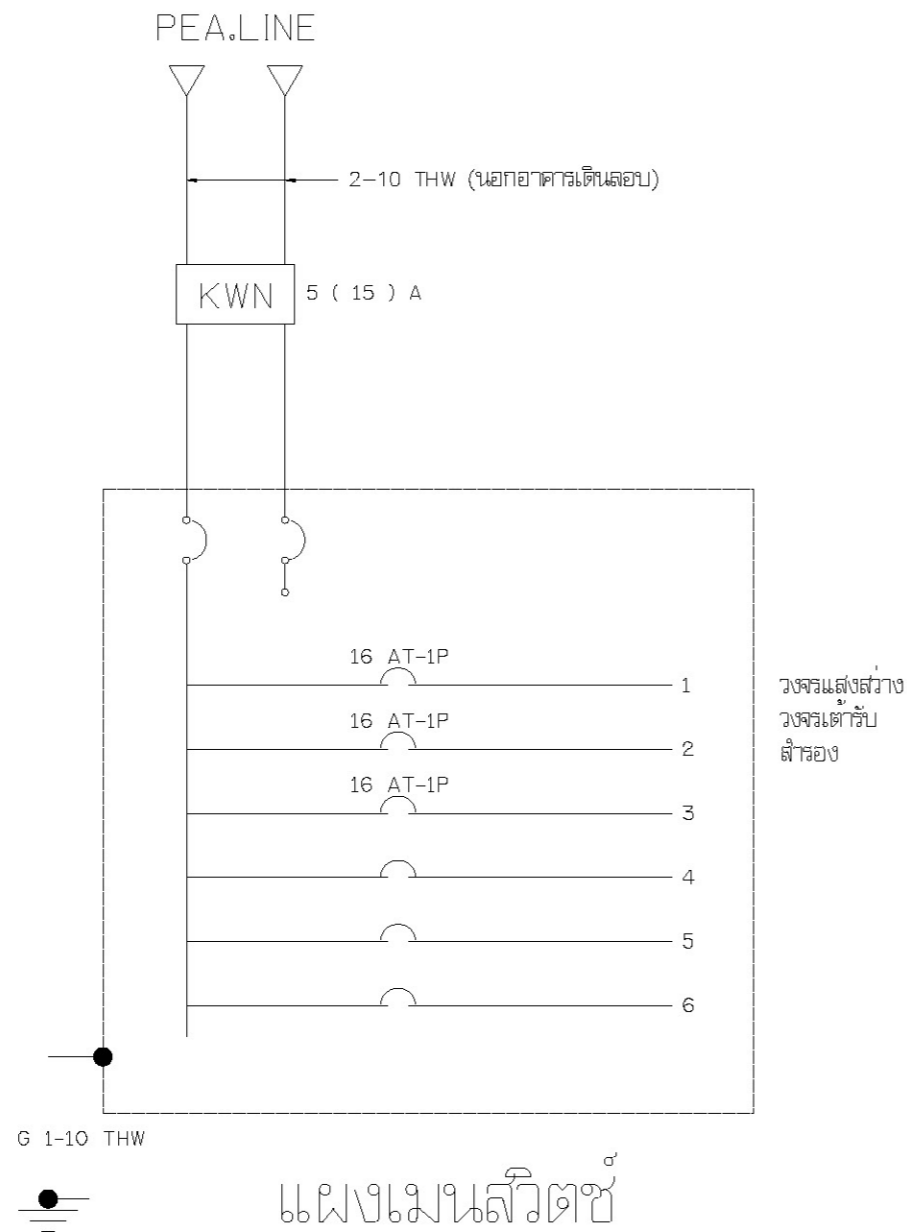 PEA.LINE
2-10 THW (นอกอาคารเดินลอย)
KWN 5 ( 15 ) A
16 AT-1P
1
16 AT-1P
2
16 AT-1P
3
4
5
6
วงจรแสงสว่าง
วงจรเต้ารับ
สำรอง
G 1-10 THW
แผงเมนสวิตช์